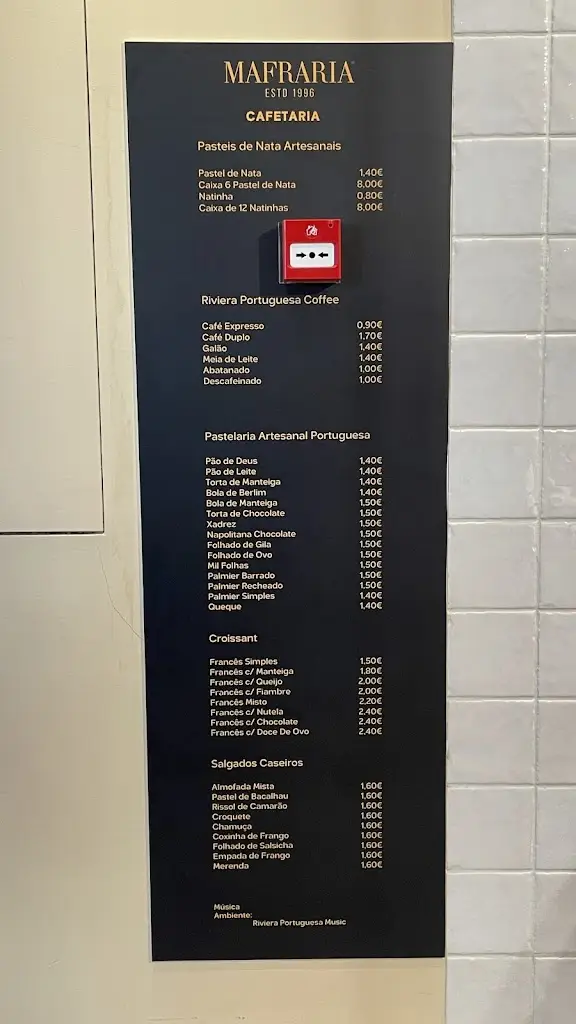 MAFRARIA
ESTD 1996
CAFETARIA
Pasteis de Nata Artesanais
Pastel de Nata 1.40€
Caixa 6 Pastel de Nata 8,00€
Natinha 0,80€
Caixa de 12 Natinhas 8,00€
Riviera Portuguesa Coffee
Café Expresso 0,90€
Café Duplo 1,70€
Galão 1,40€
Meia de Leite 1,40€
Abatanado 1,00€
Descafeinado 1,00€
Pastelaria Artesanal Portuguesa
Pão de Deus 1,40€
Pão de Leite 1,40€
Torta de Manteiga 1,40€
Bola de Berlim 1,40€
Bola de Manteiga 1,50€
Torta de Chocolate 1,50€
Xadrez 1,50€
Napolitana Chocolate 1,50€
Folhado de Gila 1,50€
Folhado de Ovo 1,50€
Mil Folhas 1,50€
Palmier Barrado 1,50€
Palmier Recheado 1,50€
Palmier Simples 1,40€
Queque 1,40€
Croissant
Francês Simples 1,50€
Francês c/ Manteiga 1.80€
Francês c/ Queijo 2,00€
Francês c/ Fiambre 2,00€
Francês Misto 2,20€
Francês c/ Nutela 2,40€
Francês c/ Chocolate 2,40€
Francês c/ Doce De Ovo 2,40€
Salgados Caseiros
Almofada Mista 1,60€
Pastel de Bacalhau 1,60€
Rissol de Camarão 1,60€
Croquete 1,60€
Chamuça 1,60€
Coxinha de Frango 1,60€
Folhado de Salsicha 1,60€
Empada de Frango 1,60€
Merenda 1,60€
Música
Ambiente:
Riviera Portuguesa Music